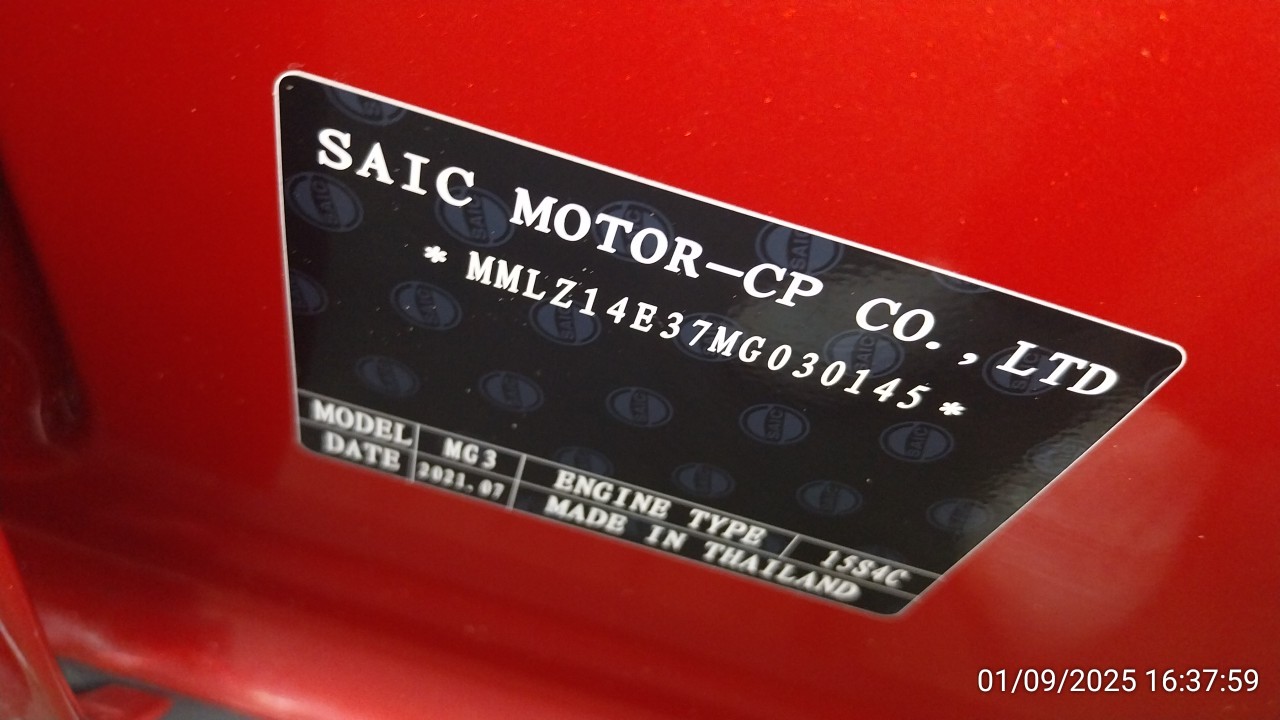 SAIC MOTOR-CP CO.,LTD
*MMLZ14E37MG030145*
MODEL MG3 ENGINE TYPE 15S4C
DATE 2021.07 MADE IN THAILAND
01/09/2025 16:37:59